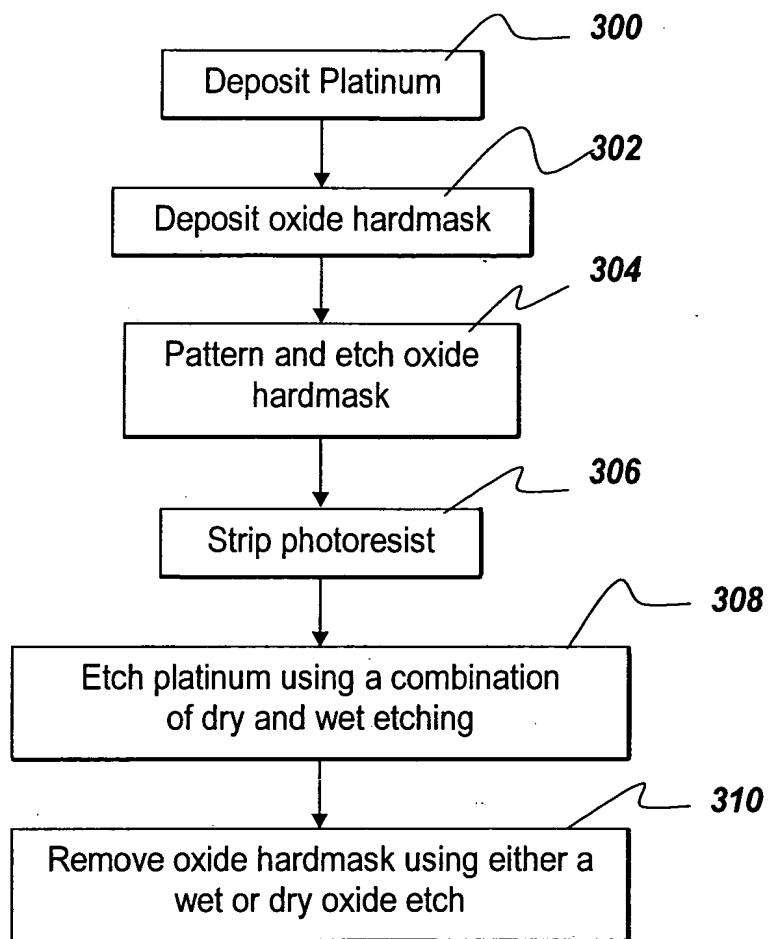 300
Deposit Platinum
302
Deposit oxide hardmask
304
Pattern and etch oxide
hardmask
306
Strip photoresist
308
Etch platinum using a combination
of dry and wet etching
310
Remove oxide hardmask using either a
wet or dry oxide etch